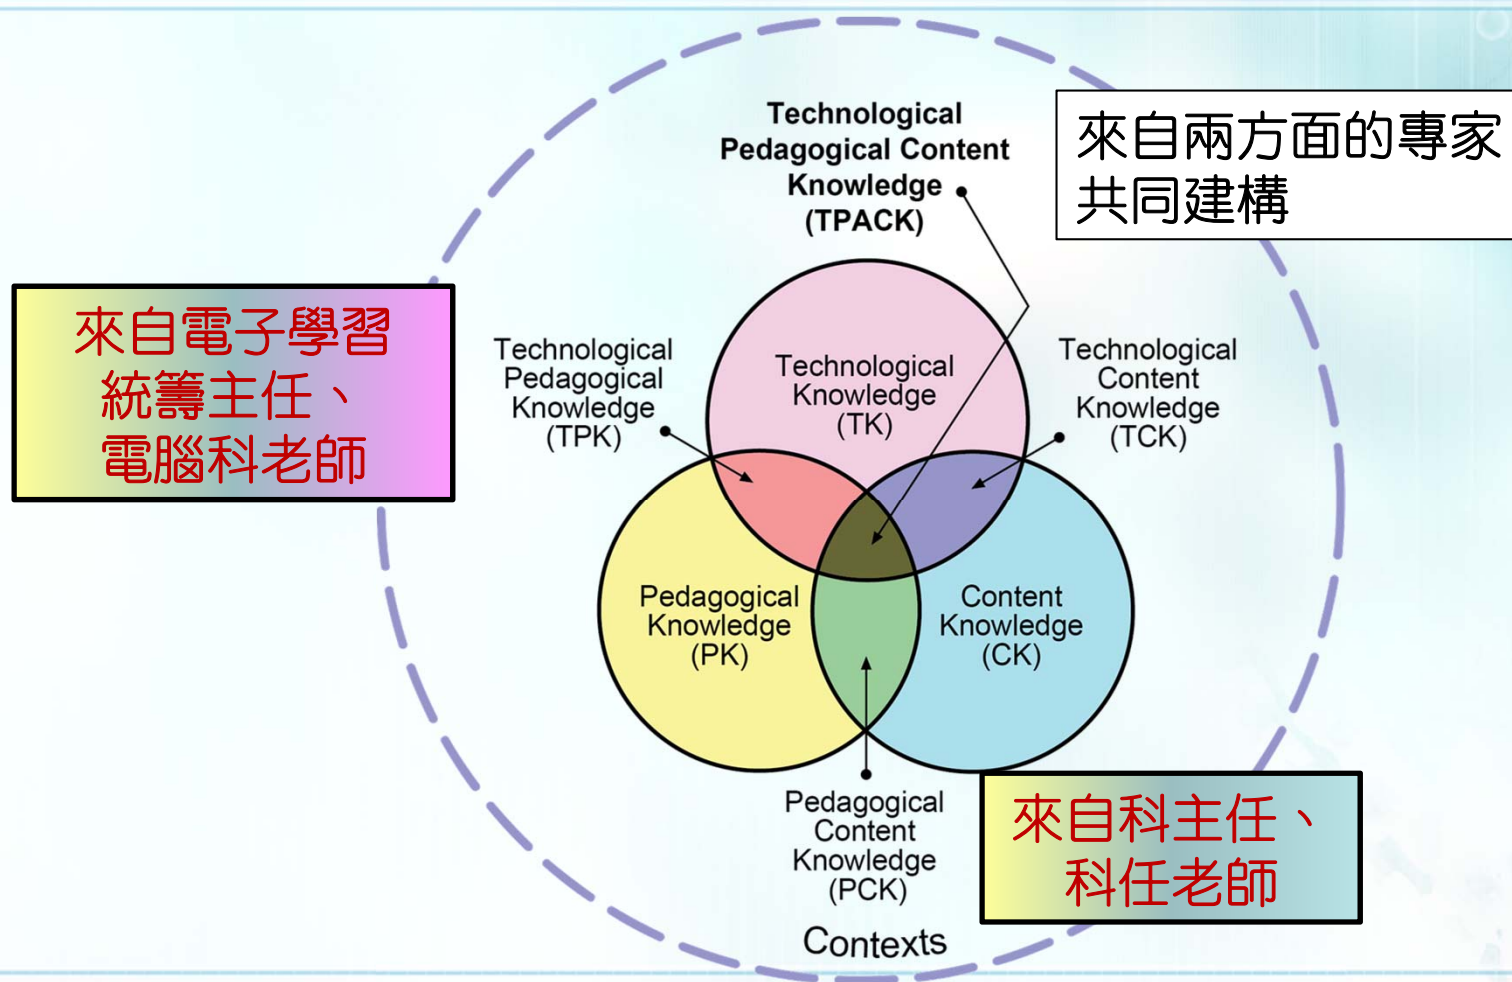 Technological
Pedagogical Content
Knowledge
(TPACK)
來自兩方面的專家
共同建構
來自電子學習
統籌主任、
電腦科老師
Technological
Pedagogical
Knowledge
(TPK)
Technological
Knowledge
(TK)
Technological
Content
Knowledge
(TCK)
Pedagogical
Knowledge
(PK)
Content
Knowledge
(CK)
Pedagogical
Content
Knowledge
(PCK)
來自科主任、
科任老師
Contexts